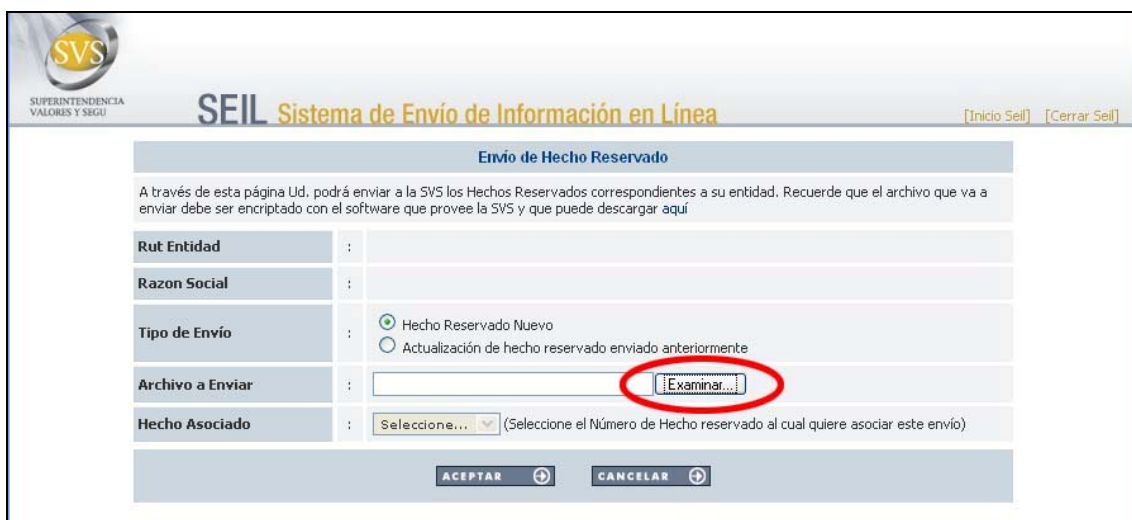 SVS
SUPERINTENDENCIA
VALORES Y SEGU
SEIL Sistema de Envío de Información en Línea
[Inicio Seil] [Cerrar Seil]
Envío de Hecho Reservado
A través de esta página Ud. podrá enviar a la SVS los Hechos Reservados correspondientes a su entidad. Recuerde que el archivo que va a
enviar debe ser encriptado con el software que provee la SVS y que puede descargar aquí
Rut Entidad :
Razon Social :
Tipo de Envío :
Hecho Reservado Nuevo
Actualización de hecho reservado enviado anteriormente
Archivo a Enviar : Examinar...
Hecho Asociado : Seleccione... (Seleccione el Número de Hecho reservado al cual quiere asociar este envío)
ACEPTAR CANCELAR